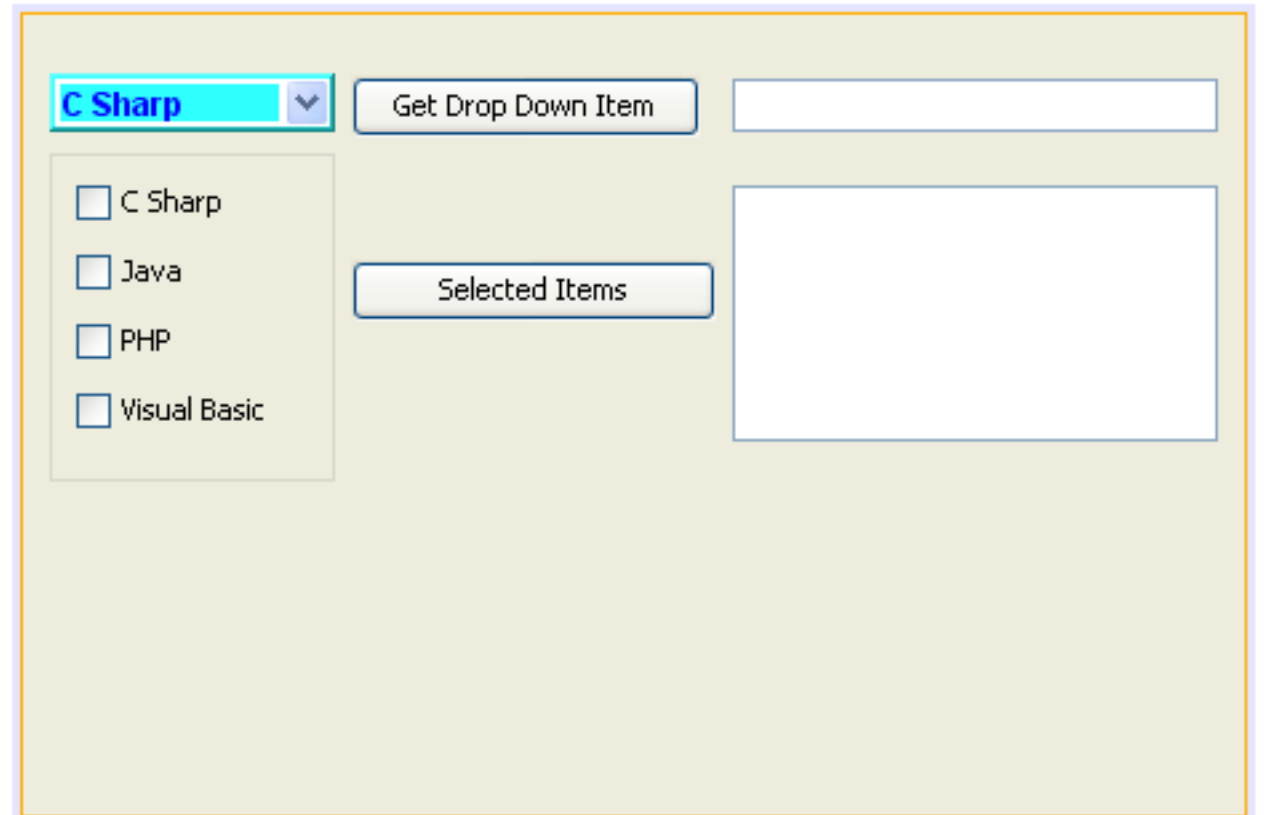 C Sharp
Get Drop Down Item
C Sharp
Java
Selected Items
PHP
Visual Basic